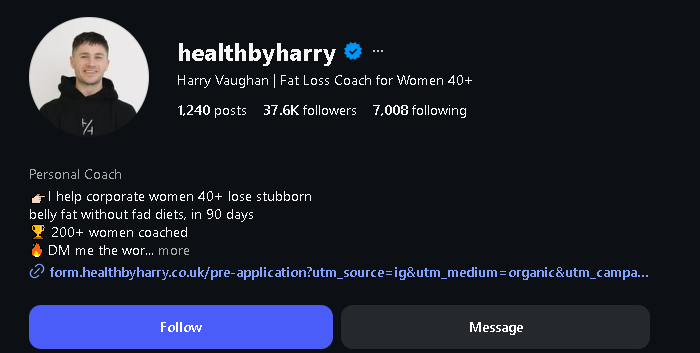 healthbyharry
Harry Vaughan | Fat Loss Coach for Women 40+
1,240 posts 37.6K followers 7,008 following
Personal Coach
👉🏻I help corporate women 40+ lose stubborn
belly fat without fad diets, in 90 days
🏆 200+ women coached
🔥 DM me the wor... more
form.healthbyharry.co.uk/pre-application?utm_source=ig&utm_medium=organic&utm_campa...
Follow Message